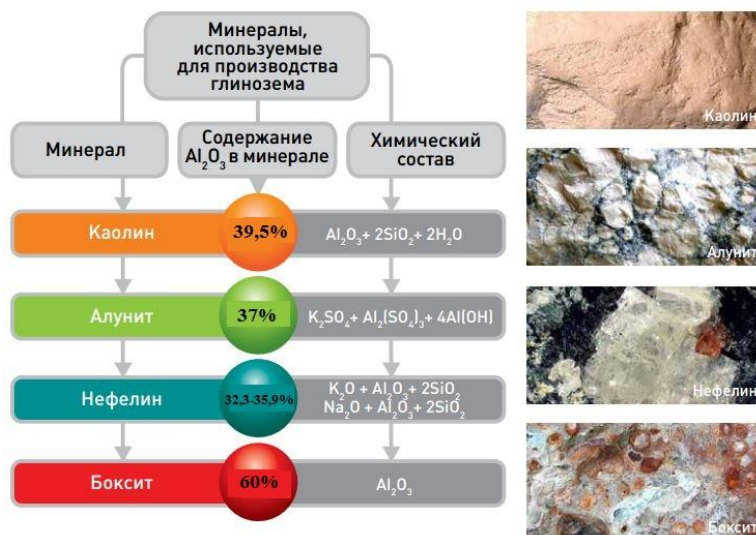 Минералы,
используемые
для производства
глинозема
Минерал
Содержание
Al₂O₃ в минерале
Химический
состав
Каолин
39,5%
Al₂O₃+ 2SiO₂+ 2H₂O
Алунит
37%
K₂SO₄+ Al₂(SO₄)₃+ 4Al(OH)
Нефелин
32,3-35,9%
K₂O + Al₂O₃ + 2SiO₂
Na₂O + Al₂O₃+ 2SiO₂
Боксит
60%
Al₂O₃
Каолин
Алунит
Нефелин
Боксит